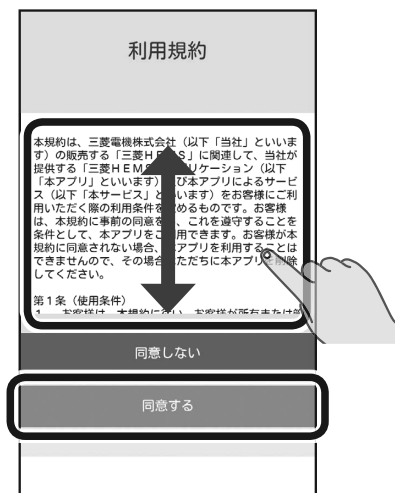 利用規約
本規約は、三菱電機株式会社（以下「当社」といいま
す）の販売する「三菱H S」に関連して、当社が
提供する「三菱HEM リケーション（以下
「本アプリ」といいます） び本アプリによるサービ
ス（以下「本サービス」と います）をお客様にご利
用いただく際の利用条件を めるものです。お客様
は、本規約に事前の同意を 、これを遵守することを
条件として、本アプリをご 用できます。お客様が本
規約に同意されない場合、 アプリを利用することは
できませんので、その場合 ただちに本アプリを削除
してください。
第1条（使用条件）
同意しない
同意する